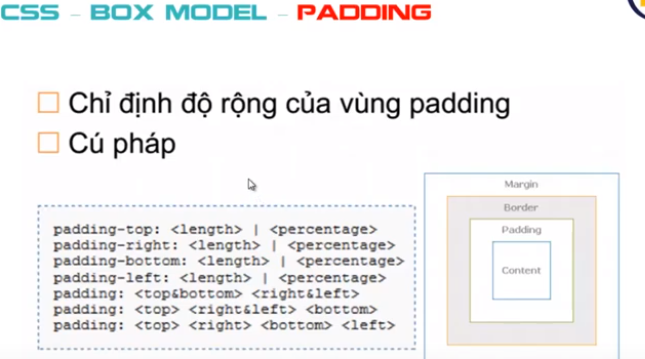 CSS - BOX MODEL - PADDING
Chỉ định độ rộng của vùng padding
Cú pháp
padding-top: <length> | <percentage>
padding-right: <length> | <percentage>
padding-bottom: <length> | <percentage>
padding-left: <length> | <percentage>
padding: <top&bottom> <right&left>
padding: <top> <right&left> <bottom>
padding: <top> <right> <bottom> <left>
Margin
Border
Padding
Content